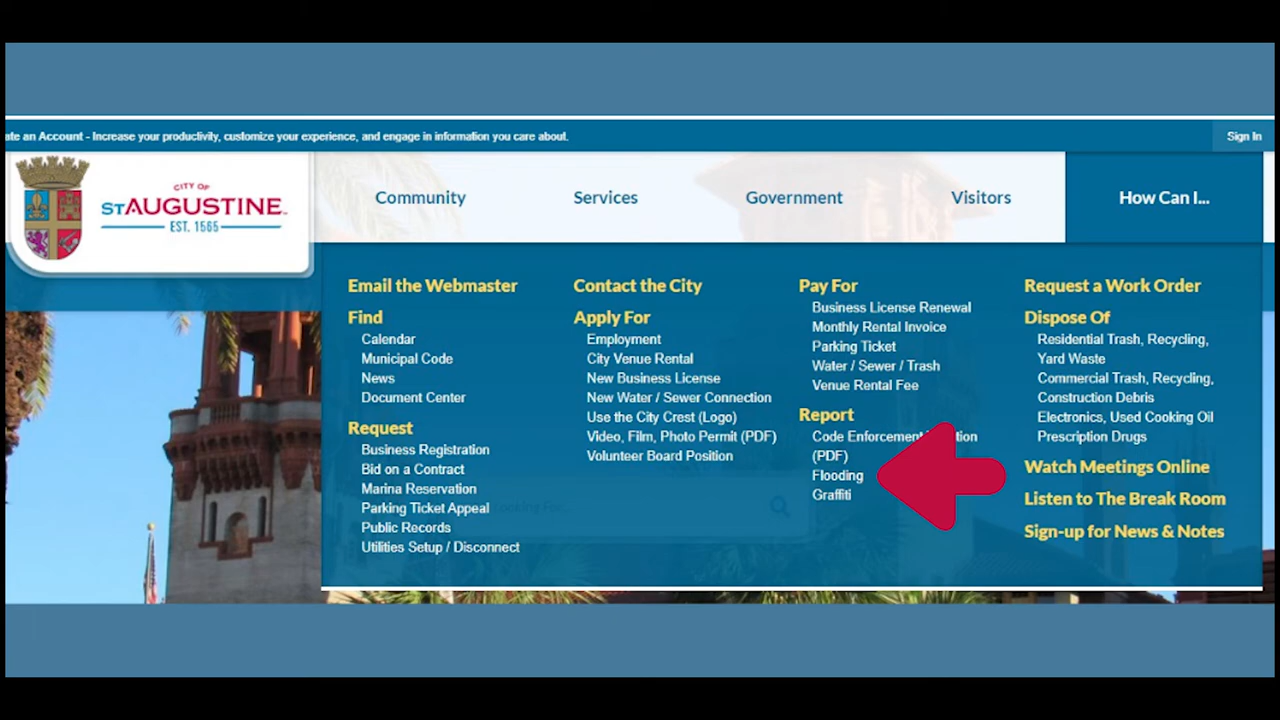 ate an Account - Increase your productivity, customize your experience, and engage in information you care about.
Sign In
CITY OF
ST.AUGUSTINE
EST. 1565
Community
Services
Government
Visitors
How Can I...
Email the Webmaster
Find
Calendar
Municipal Code
News
Document Center
Request
Business Registration
Bid on a Contract
Marina Reservation
Parking Ticket Appeal
Public Records
Utilities Setup / Disconnect
Contact the City
Apply For
Employment
City Venue Rental
New Business License
New Water / Sewer Connection
Use the City Crest (Logo)
Video, Film, Photo Permit (PDF)
Volunteer Board Position
Pay For
Business License Renewal
Monthly Rental Invoice
Parking Ticket
Water / Sewer / Trash
Venue Rental Fee
Report
Code Enforcement
(PDF)
Flooding
Graffiti
Request a Work Order
Dispose Of
Residential Trash, Recycling,
Yard Waste
Commercial Trash, Recycling,
Construction Debris
Electronics, Used Cooking Oil
Prescription Drugs
Watch Meetings Online
Listen to The Break Room
Sign-up for News & Notes